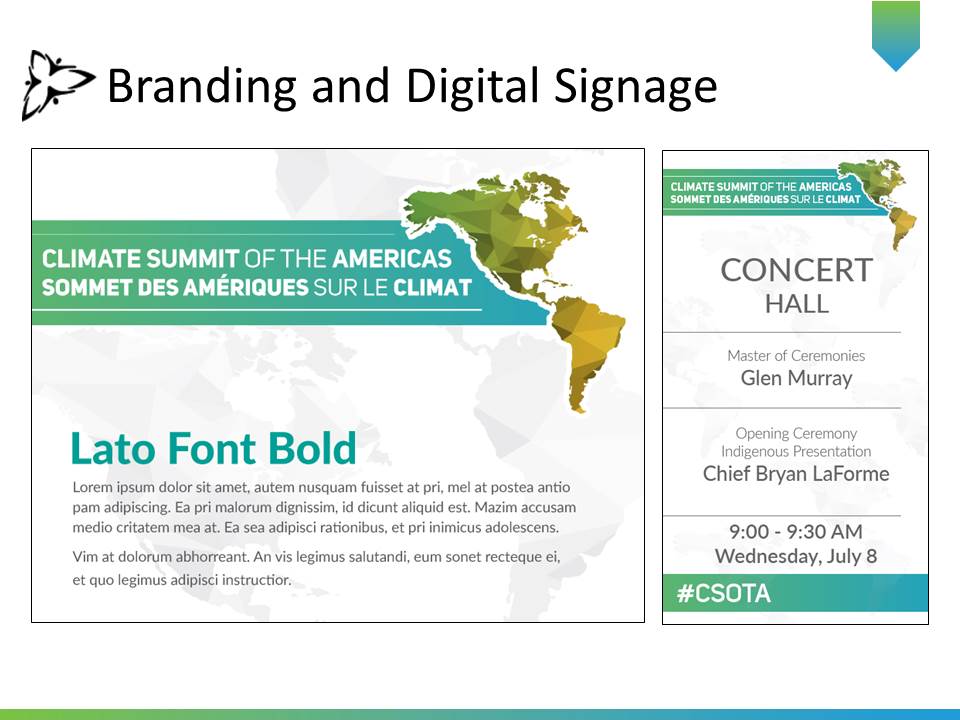 Branding and Digital Signage
CLIMATE SUMMIT OF THE AMERICAS
SOMMET DES AMÉRIQUES SUR LE CLIMAT
Lato Font Bold
Lorem ipsum dolor sit amet, autem nusquam fuisset at pri, mel at postea antio
pam adipiscing. Ea pri malorum dignissim, id dicunt aliquid est. Mazim accusam
medio critatem mea at. Ea sea adipisci rationibus, et pri inimicus adolescens.
Vim at dolorum abhorreant. An vis legimus salutandi, eum sonet recteque ei,
et quo legimus adipisci instructior.
CLIMATE SUMMIT OF THE AMERICAS
SOMMET DES AMÉRIQUES SUR LE CLIMAT
CONCERT
HALL
Master of Ceremonies
Glen Murray
Opening Ceremony
Indigenous Presentation
Chief Bryan LaForme
9:00 - 9:30 AM
Wednesday, July 8
#CSOTA